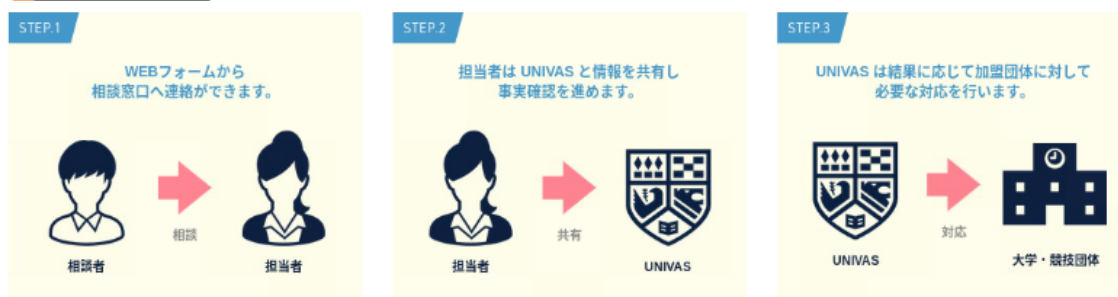 STEP.1
WEBフォームから
相談窓口へ連絡ができます。
相談
相談者
担当者
STEP.2
担当者は UNIVAS と情報を共有し
事実確認を進めます。
共有
担当者
UNIVAS
STEP.3
UNIVAS は結果に応じて加盟団体に対して
必要な対応を行います。
対応
UNIVAS
大学・競技団体